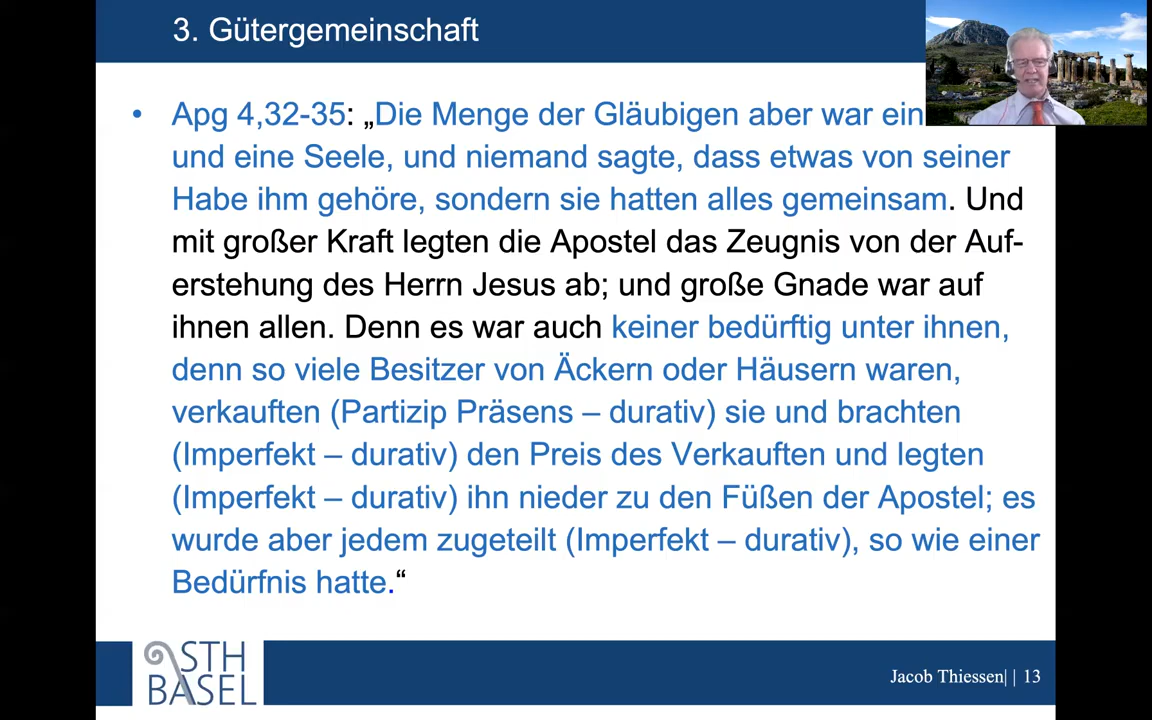 3. Gütergemeinschaft
• Apg 4,32-35: „Die Menge der Gläubigen aber war ein
und eine Seele, und niemand sagte, dass etwas von seiner
Habe ihm gehöre, sondern sie hatten alles gemeinsam. Und
mit großer Kraft legten die Apostel das Zeugnis von der Auf-
erstehung des Herrn Jesus ab; und große Gnade war auf
ihnen allen. Denn es war auch keiner bedürftig unter ihnen,
denn so viele Besitzer von Äckern oder Häusern waren,
verkauften (Partizip Präsens – durativ) sie und brachten
(Imperfekt – durativ) den Preis des Verkauften und legten
(Imperfekt – durativ) ihn nieder zu den Füßen der Apostel; es
wurde aber jedem zugeteilt (Imperfekt – durativ), so wie einer
Bedürfnis hatte.“
STH
BASEL
Jacob Thiessen| | 13